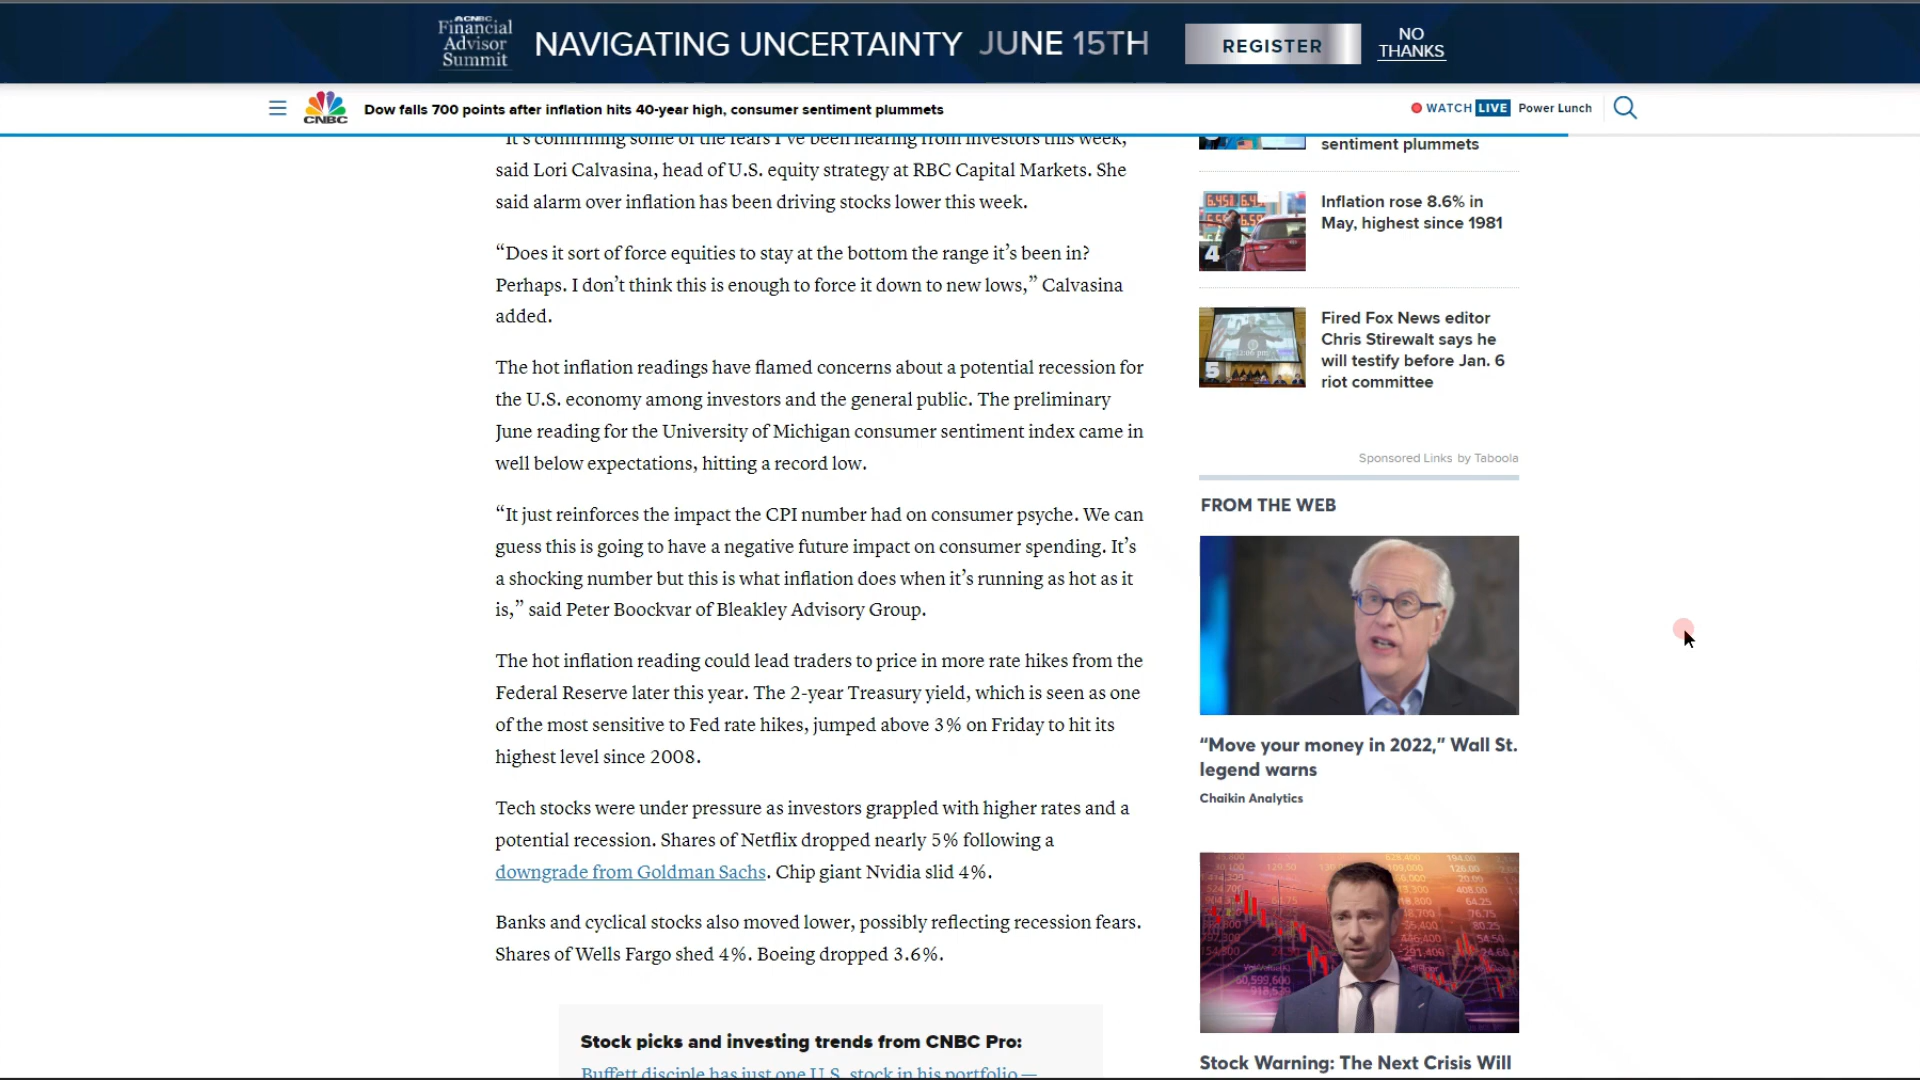 CNBC
Financial
Advisor
Summit
NAVIGATING UNCERTAINTY JUNE 15TH
REGISTER
NO
THANKS
CNBC
Dow falls 700 points after inflation hits 40-year high, consumer sentiment plummets
WATCH LIVE Power Lunch
“It’s confirming some of the fears I’ve been hearing from investors this week,”
said Lori Calvasina, head of U.S. equity strategy at RBC Capital Markets. She
said alarm over inflation has been driving stocks lower this week.
“Does it sort of force equities to stay at the bottom the range it’s been in?
Perhaps. I don’t think this is enough to force it down to new lows,” Calvasina
added.
The hot inflation readings have flamed concerns about a potential recession for
the U.S. economy among investors and the general public. The preliminary
June reading for the University of Michigan consumer sentiment index came in
well below expectations, hitting a record low.
“It just reinforces the impact the CPI number had on consumer psyche. We can
guess this is going to have a negative future impact on consumer spending. It’s
a shocking number but this is what inflation does when it’s running as hot as it
is,” said Peter Boockvar of Bleakley Advisory Group.
The hot inflation reading could lead traders to price in more rate hikes from the
Federal Reserve later this year. The 2-year Treasury yield, which is seen as one
of the most sensitive to Fed rate hikes, jumped above 3% on Friday to hit its
highest level since 2008.
Tech stocks were under pressure as investors grappled with higher rates and a
potential recession. Shares of Netflix dropped nearly 5% following a
downgrade from Goldman Sachs. Chip giant Nvidia slid 4%.
Banks and cyclical stocks also moved lower, possibly reflecting recession fears.
Shares of Wells Fargo shed 4%. Boeing dropped 3.6%.
Stock picks and investing trends from CNBC Pro:
Buffett disciple has just one U.S. stock in his portfolio —
sentiment plummets
4
Inflation rose 8.6% in
May, highest since 1981
5
Fired Fox News editor
Chris Stirewalt says he
will testify before Jan. 6
riot committee
Sponsored Links by Taboola
FROM THE WEB
“Move your money in 2022,” Wall St.
legend warns
Chaikin Analytics
Stock Warning: The Next Crisis Will